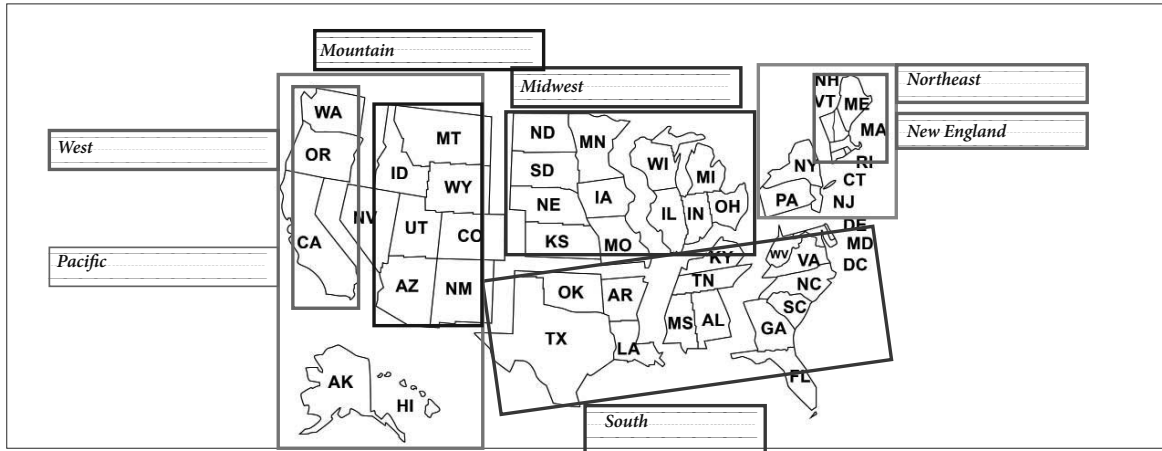 Mountain
Midwest
Northeast
New England
West
Pacific
South
WA
OR
CA
NV
ID
MT
WY
UT
CO
AZ
NM
AK
HI
ND
SD
NE
KS
MN
IA
MO
WI
IL
MI
IN
OH
OK
TX
AR
LA
KY
TN
MS
AL
GA
FL
SC
NC
VA
WV
NH
VT
ME
MA
RI
CT
NY
PA
NJ
DE
MD
DC